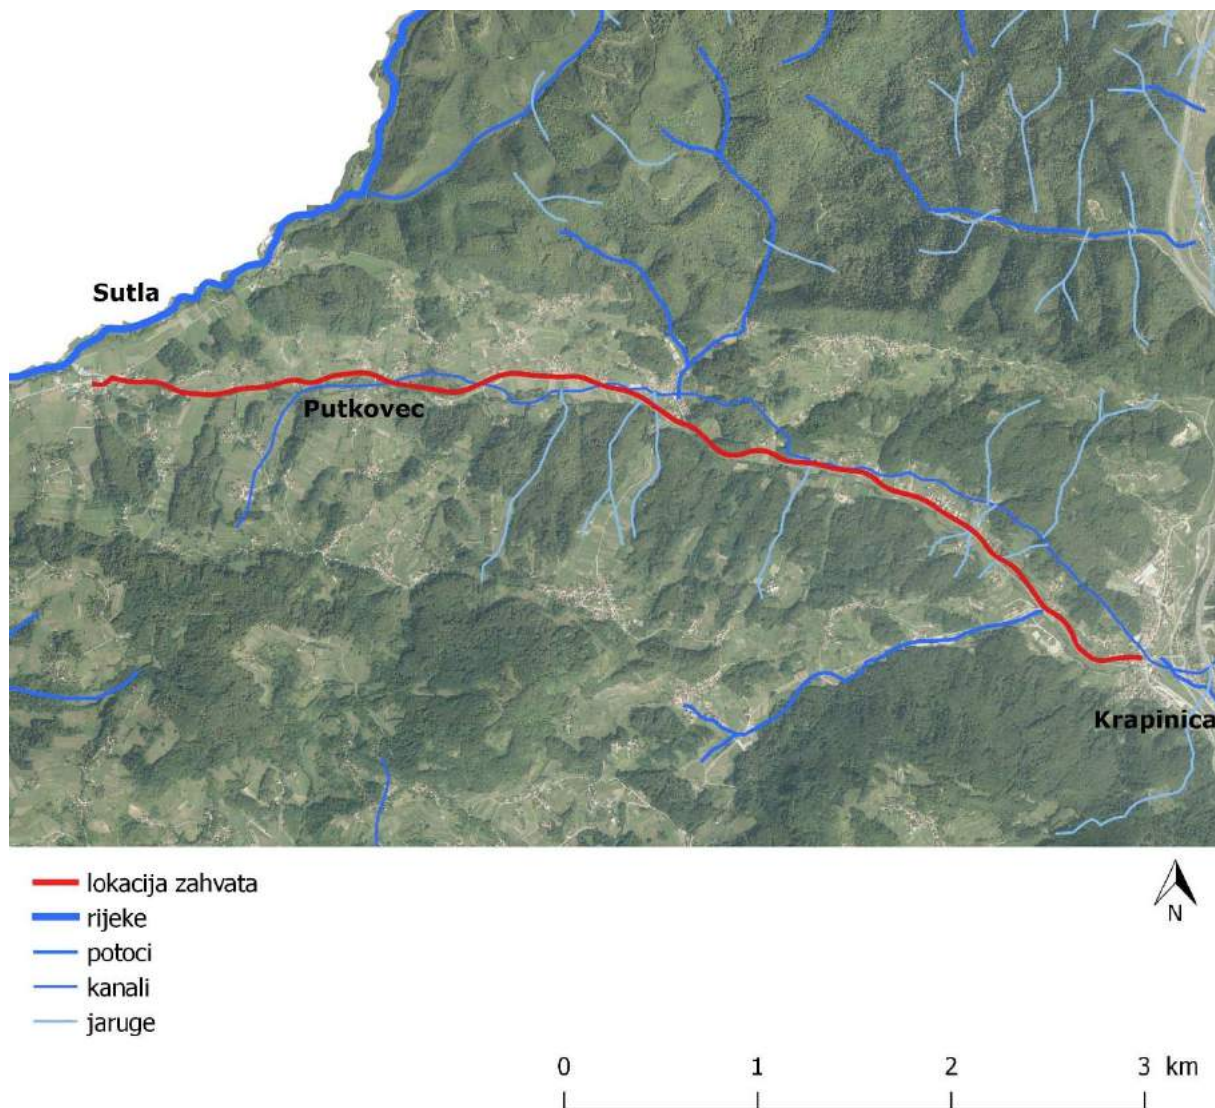 Sutla
Putkovec
Krapinica
lokacija zahvata
rijeke
potoci
kanali
jaruge
N
0 1 2 3 km